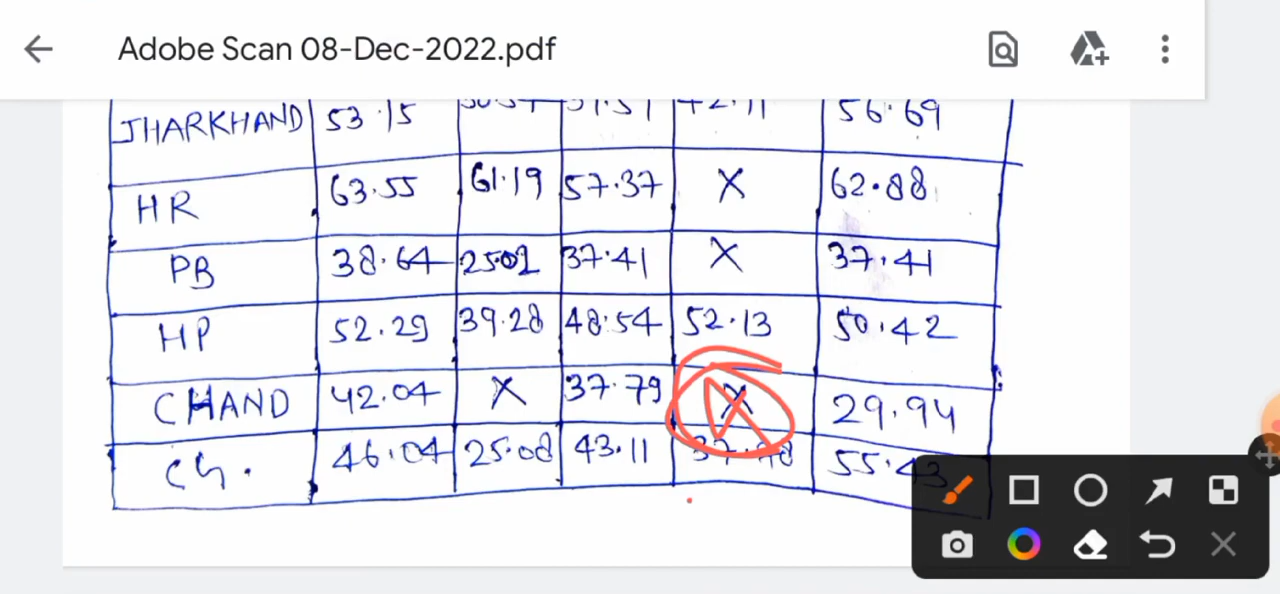 Adobe Scan 08-Dec-2022.pdf
JHARKHAND 53.15 56.69
HR 63.55 61.19 57.37 X 62.88
PB 38.64 37.41 X 37.41
HP 52.29 39.28 48.54 52.13 50.42
CHAND 42.04 X 37.79 X 29.94
CG. 46.04 25.08 43.11 55.43